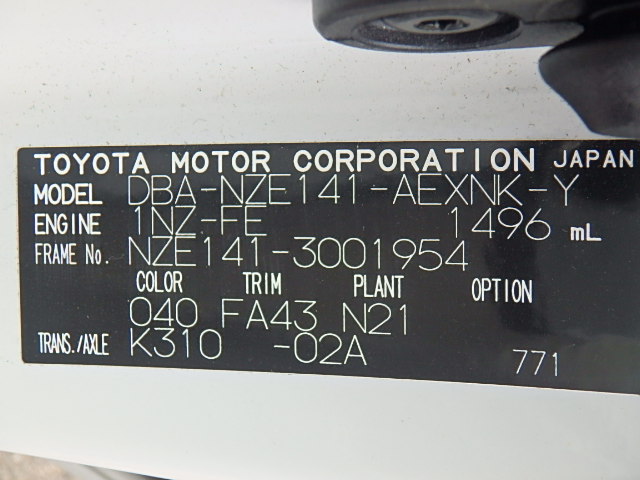 TOYOTA MOTOR CORPORATION JAPAN
MODEL DBA-NZE141-AEXNK-Y
ENGINE 1NZ-FE 1496 mL
FRAME No. NZE141-3001954
COLOR TRIM PLANT OPTION
040 FA43 N21
TRANS./AXLE K310 -02A 771